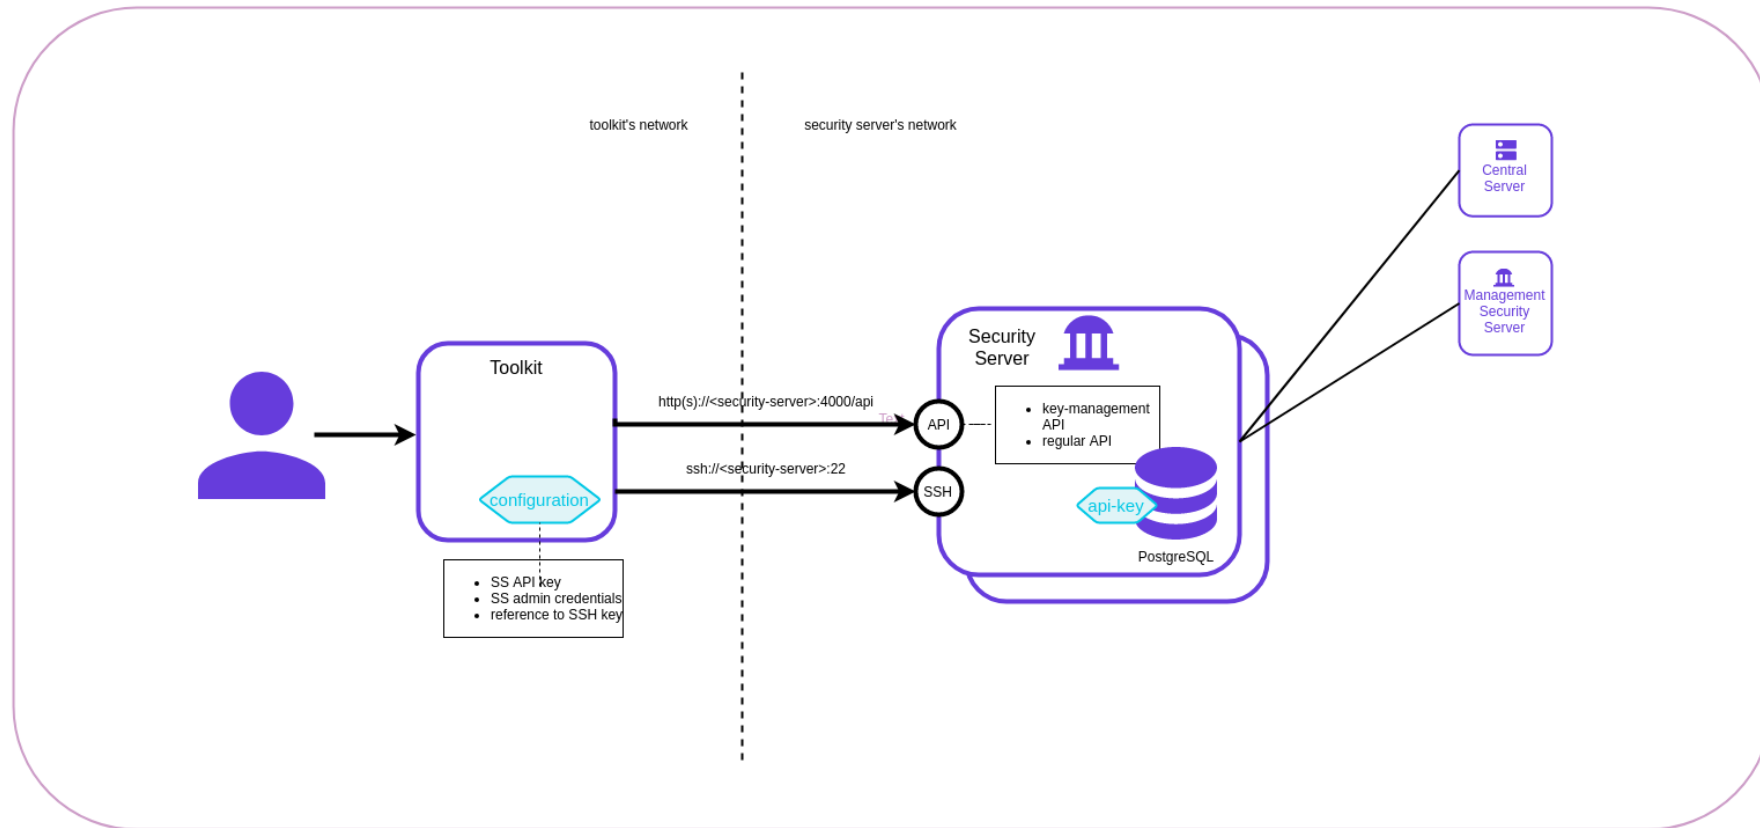 toolkit's network
security server's network
Central
Server
Management
Security
Server
Security
Server
Toolkit
http(s)://<security-server>:4000/api
API
• key-management
API
• regular API
ssh://<security-server>:22
SSH
configuration
api-key
PostgreSQL
• SS API key
• SS admin credentials
• reference to SSH key